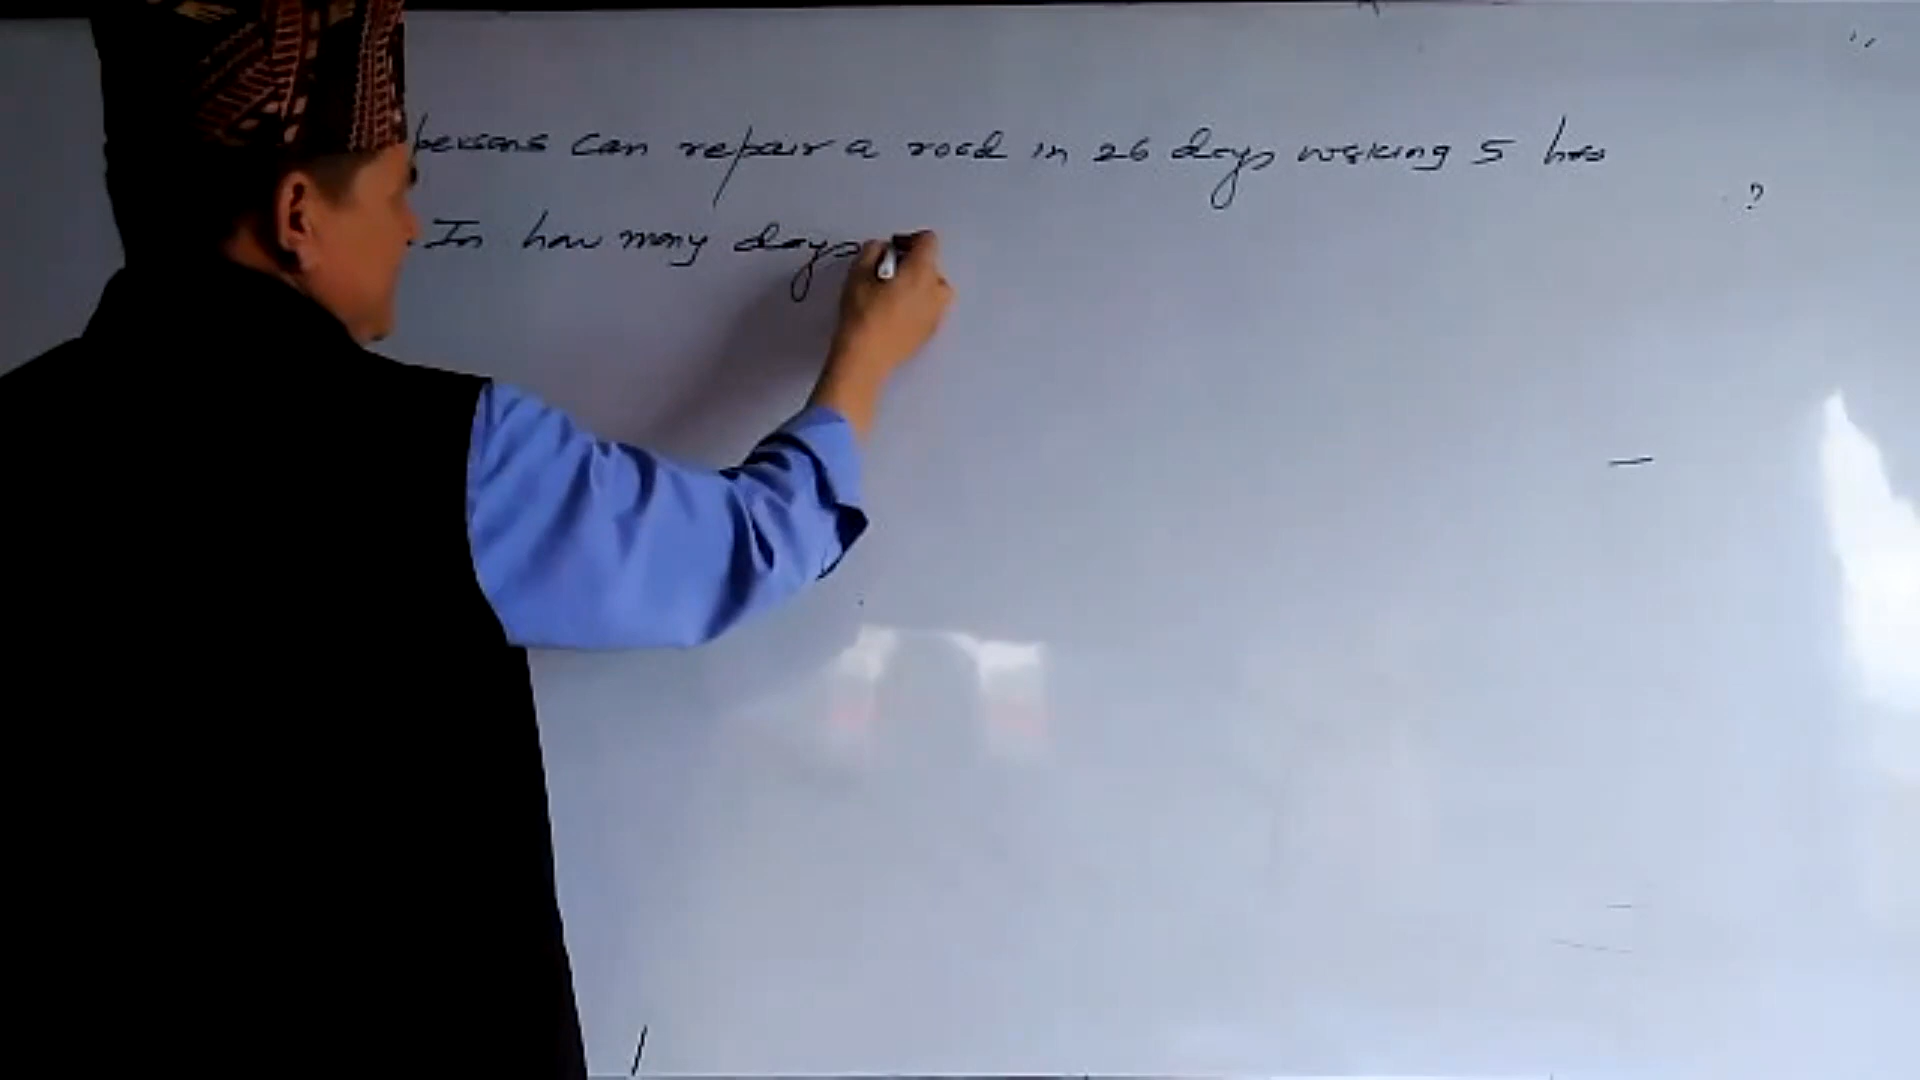 persons can repair a road in 26 days working 5 hrs
?
. In how many days